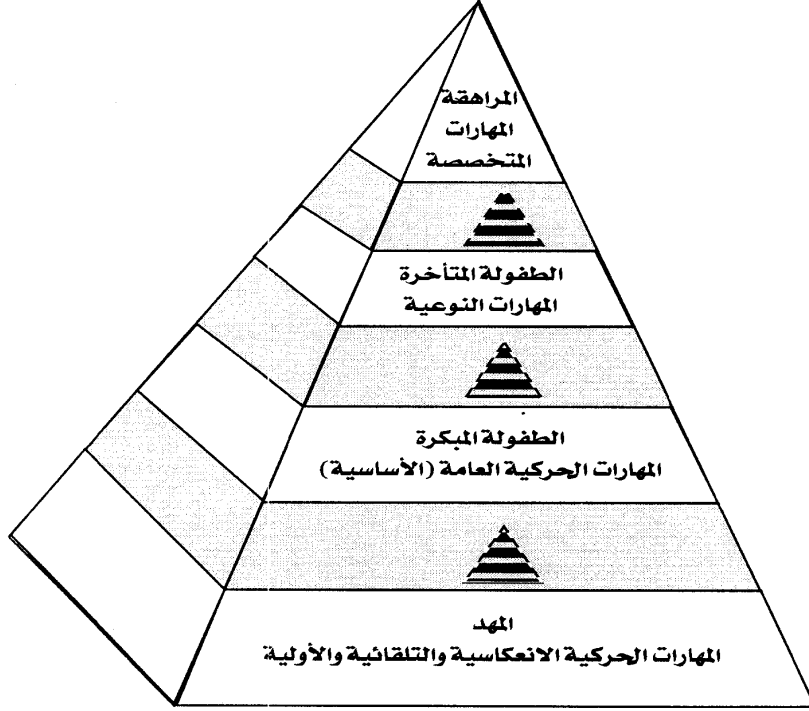 المراهقة
المهارات
المتخصصة
الطفولة المتأخرة
المهارات النوعية
الطفولة المبكرة
المهارات الحركية العامة (الأساسية)
المهد
المهارات الحركية الانعكاسية والتلقائية والأولية